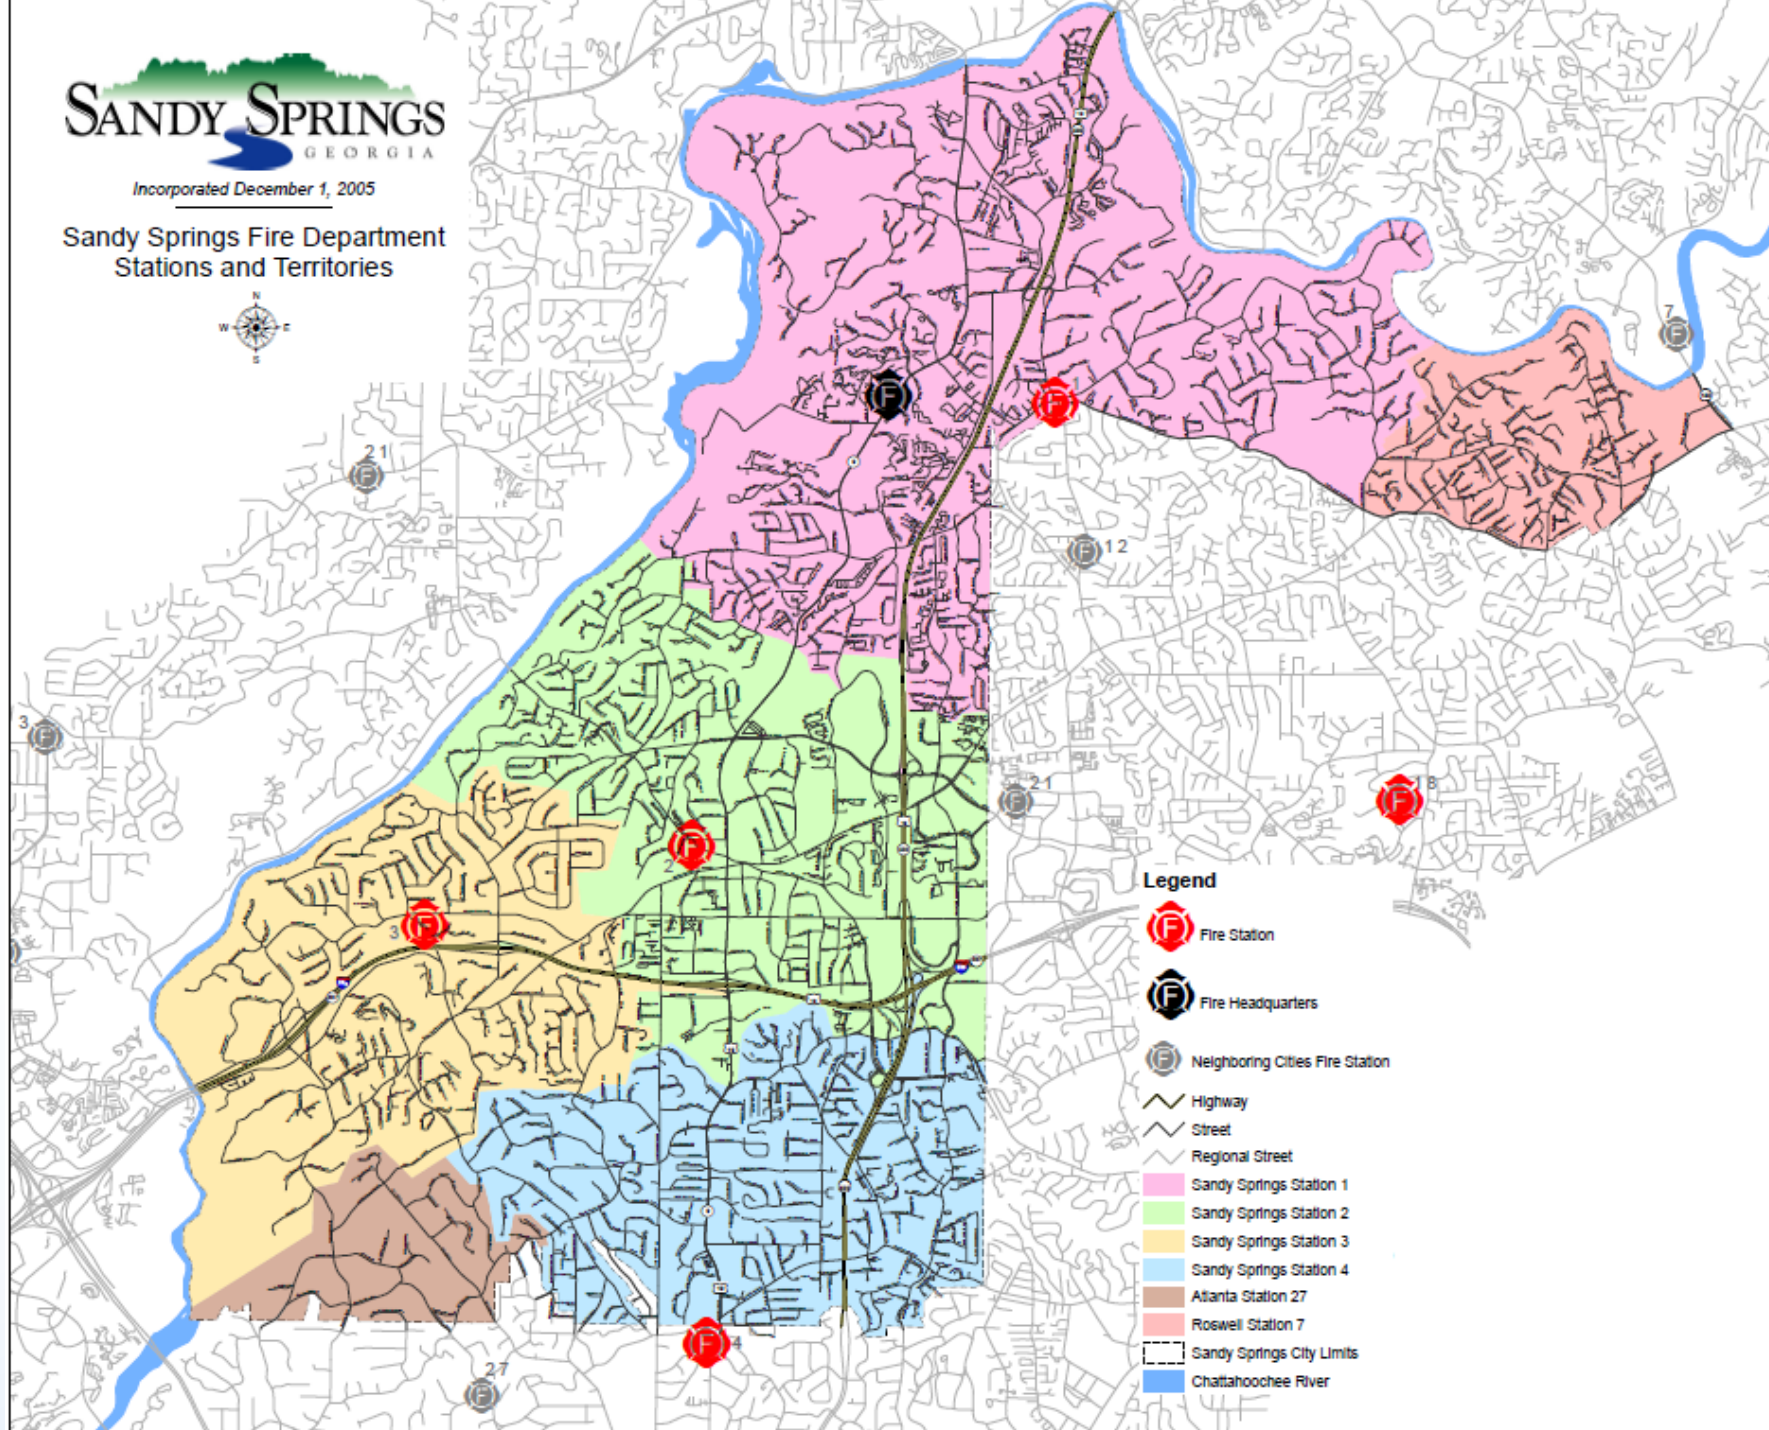 SANDY SPRINGS
GEORGIA
Incorporated December 1, 2005
Sandy Springs Fire Department
Stations and Territories
N
W E
S
7
1
21
12
3
21
18
2
3
4
27
Legend
Fire Station
Fire Headquarters
Neighboring Cities Fire Station
Highway
Street
Regional Street
Sandy Springs Station 1
Sandy Springs Station 2
Sandy Springs Station 3
Sandy Springs Station 4
Atlanta Station 27
Roswell Station 7
Sandy Springs City Limits
Chattahoochee River